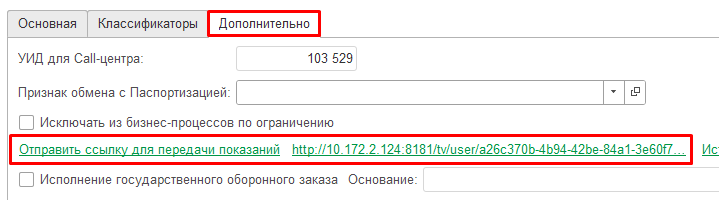 Основная Классификаторы Дополнительно
УИД для Call-центра: 103 529
Признак обмена с Паспортизацией:
Исключать из бизнес-процессов по ограничению
Отправить ссылку для передачи показаний http://10.172.2.124:8181/tv/user/a26c370b-4b94-42be-84a1-3e60f7... Ис
Исполнение государственного оборонного заказа Основание: